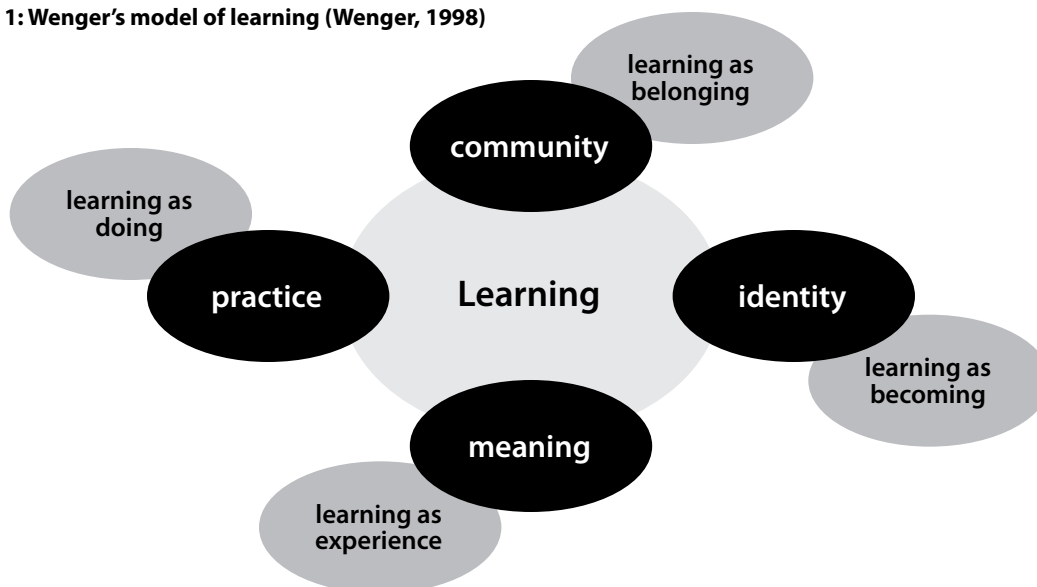 1: Wenger’s model of learning (Wenger, 1998)
learning as
belonging
community
learning as
doing
practice
Learning
identity
learning as
becoming
meaning
learning as
experience